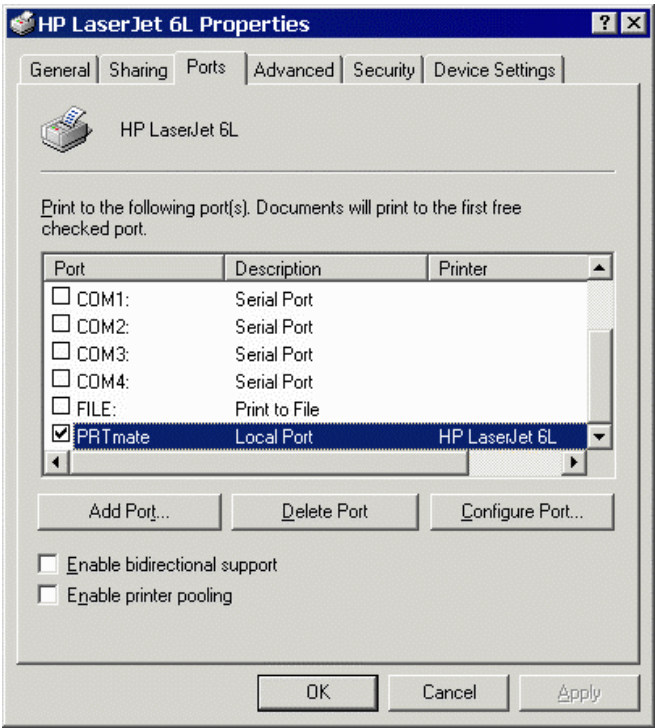 HP LaserJet 6L Properties
General Sharing Ports Advanced Security Device Settings
HP LaserJet 6L
Print to the following port(s). Documents will print to the first free
checked port.
Port Description Printer
COM1: Serial Port
COM2: Serial Port
COM3: Serial Port
COM4: Serial Port
FILE: Print to File
PRTmate Local Port HP LaserJet 6L
Add Port... Delete Port Configure Port...
Enable bidirectional support
Enable printer pooling
OK Cancel Apply